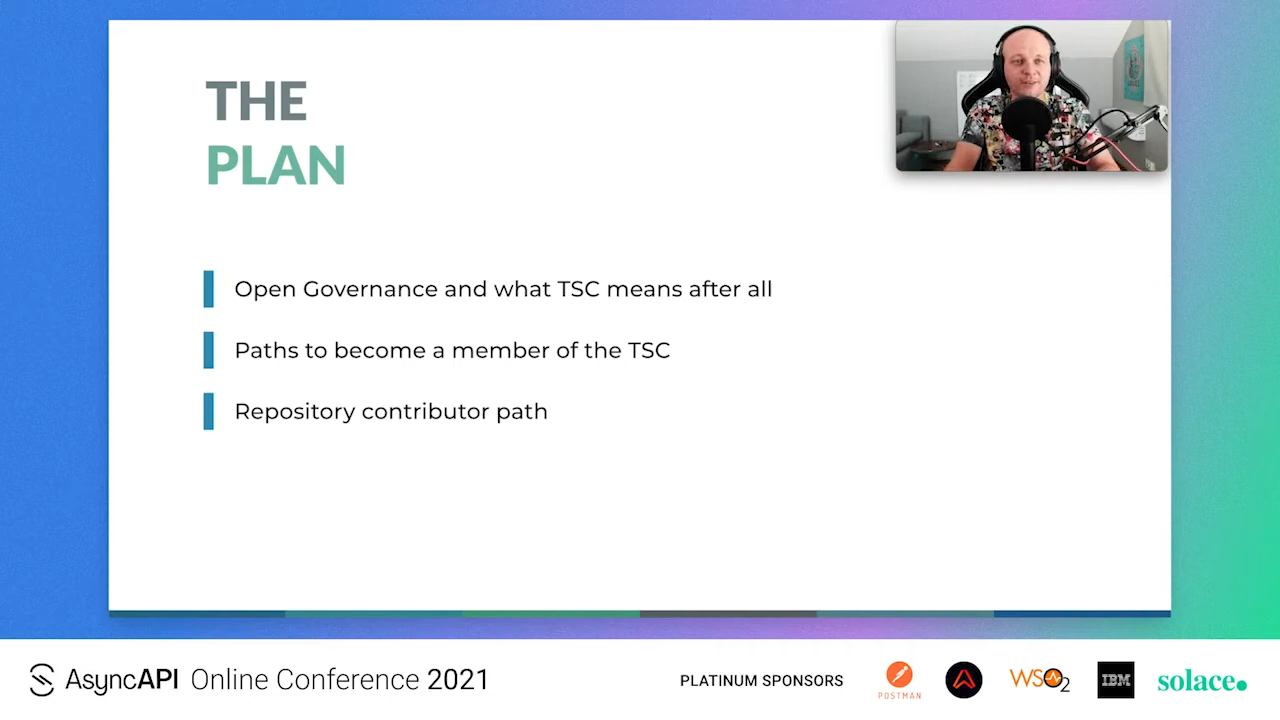 THE
PLAN
Open Governance and what TSC means after all
Paths to become a member of the TSC
Repository contributor path
AsyncAPI Online Conference 2021
PLATINUM SPONSORS
POSTMAN
WSO2
IBM
solace.